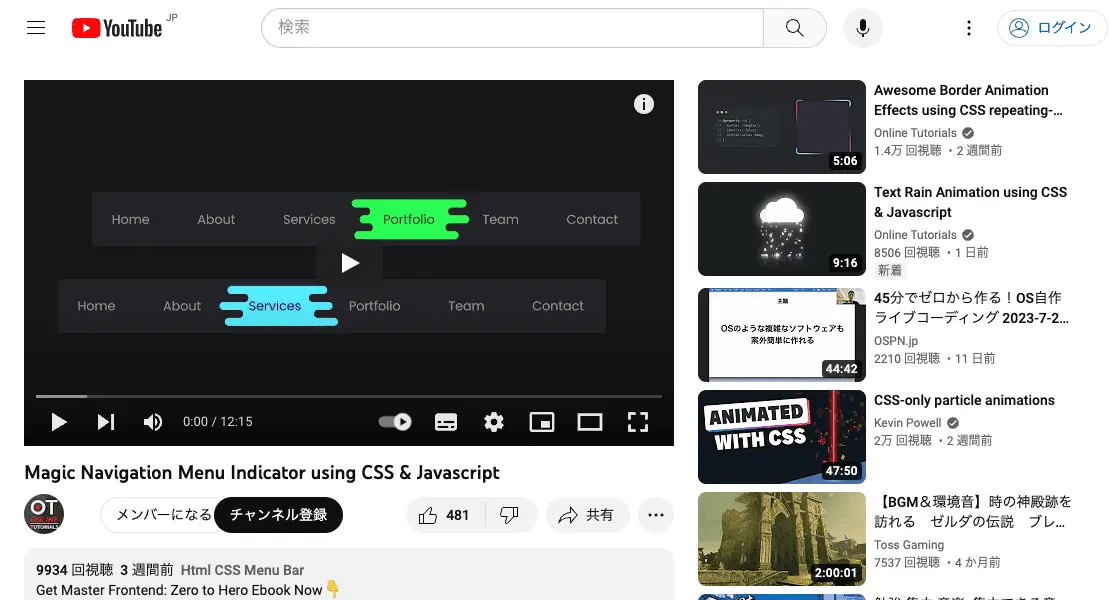 YouTube JP
検索
ログイン
Home About Services Portfolio Team Contact
Home About Services Portfolio Team Contact
0:00 / 12:15
Magic Navigation Menu Indicator using CSS & Javascript
OT
ONLINE
TUTORIALS
メンバーになる
チャンネル登録
481
共有
9934 回視聴 3 週間前 Html CSS Menu Bar
Get Master Frontend: Zero to Hero Ebook Now👇
5:06
Awesome Border Animation
Effects using CSS repeating-…
Online Tutorials
1.4万 回視聴 ・2 週間前
9:16
Text Rain Animation using CSS
& Javascript
Online Tutorials
8506 回視聴 ・1 日前
新着
主題
OSのような複雑なソフトウェアも
案外簡単に作れる
44:42
45分でゼロから作る！OS自作
ライブコーディング 2023-7-2…
OSPN.jp
2210 回視聴 ・11 日前
ANIMATED
WITH CSS
47:50
CSS-only particle animations
Kevin Powell
2万 回視聴 ・2 週間前
2:00:01
【BGM＆環境音】時の神殿跡を
訪れる ゼルダの伝説 ブレ…
Toss Gaming
7537 回視聴 ・4 か月前